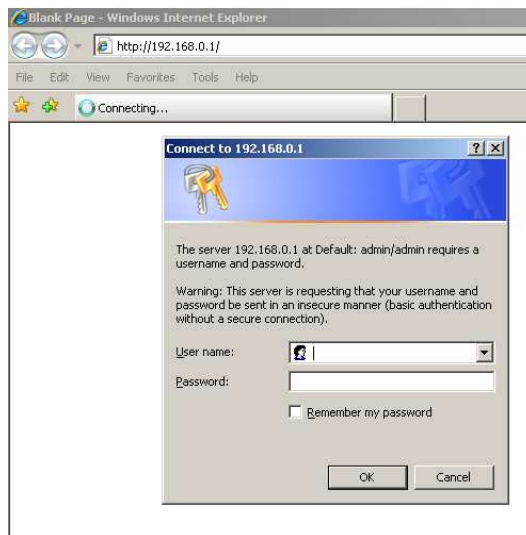 Blank Page - Windows Internet Explorer
http://192.168.0.1/
File Edit View Favorites Tools Help
Connecting...
Connect to 192.168.0.1
The server 192.168.0.1 at Default: admin/admin requires a
username and password.
Warning: This server is requesting that your username and
password be sent in an insecure manner (basic authentication
without a secure connection).
User name:
Password:
Remember my password
OK Cancel